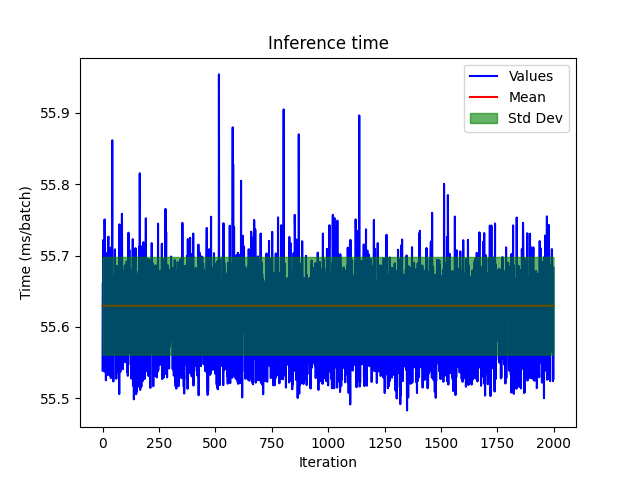 Inference time
Values
Mean
Std Dev
Time (ms/batch)
55.9
55.8
55.7
55.6
55.5
0 250 500 750 1000 1250 1500 1750 2000
Iteration